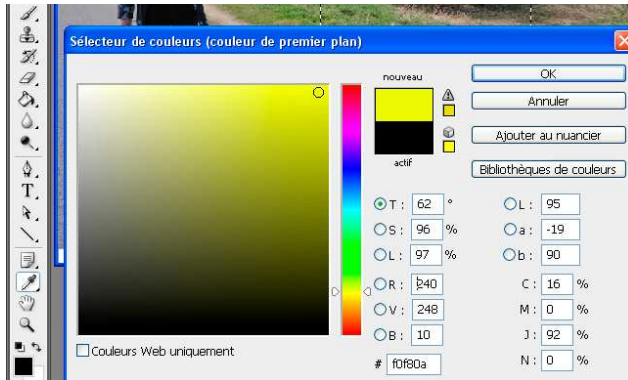 Sélecteur de couleurs (couleur de premier plan)
nouveau
actif
OK
Annuler
Ajouter au nuancier
Bibliothèques de couleurs
T : 62 °
S : 96 %
L : 97 %
R : 240
V : 248
B : 10
# f0f80a
L : 95
a : -19
b : 90
C : 16 %
M : 0 %
J : 92 %
N : 0 %
Couleurs Web uniquement